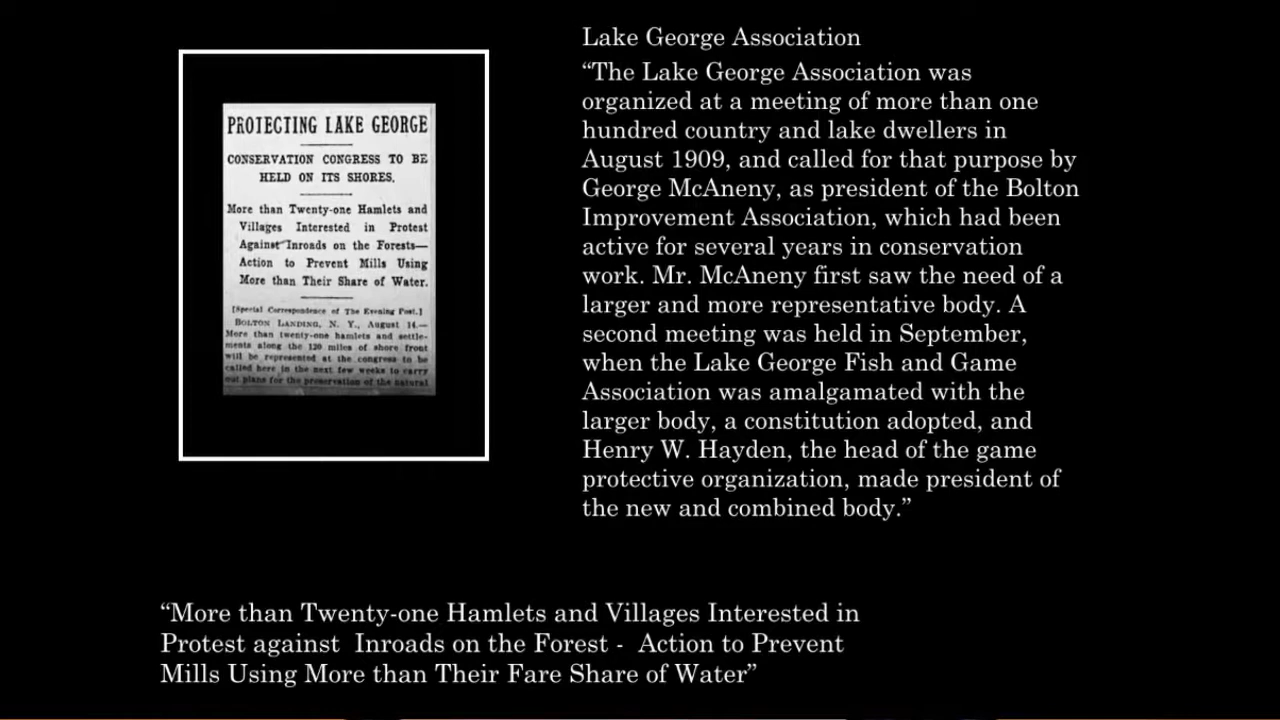 PROTECTING LAKE GEORGE
CONSERVATION CONGRESS TO BE
HELD ON ITS SHORES.
More than Twenty-one Hamlets and
Villages Interested in Protest
Against Inroads on the Forests—
Action to Prevent Mills Using
More than Their Share of Water.
[Special Correspondence of The Evening Post.]
BOLTON LANDING, N. Y., August 14.—
More than twenty-one hamlets and settle-
ments along the 120 miles of shore front
will be represented at the congress to be
called here in the next few weeks to carry
out plans for the preservation of the natural
Lake George Association
“The Lake George Association was
organized at a meeting of more than one
hundred country and lake dwellers in
August 1909, and called for that purpose by
George McAneny, as president of the Bolton
Improvement Association, which had been
active for several years in conservation
work. Mr. McAneny first saw the need of a
larger and more representative body. A
second meeting was held in September,
when the Lake George Fish and Game
Association was amalgamated with the
larger body, a constitution adopted, and
Henry W. Hayden, the head of the game
protective organization, made president of
the new and combined body.”
“More than Twenty-one Hamlets and Villages Interested in
Protest against  Inroads on the Forest -  Action to Prevent
Mills Using More than Their Fare Share of Water”